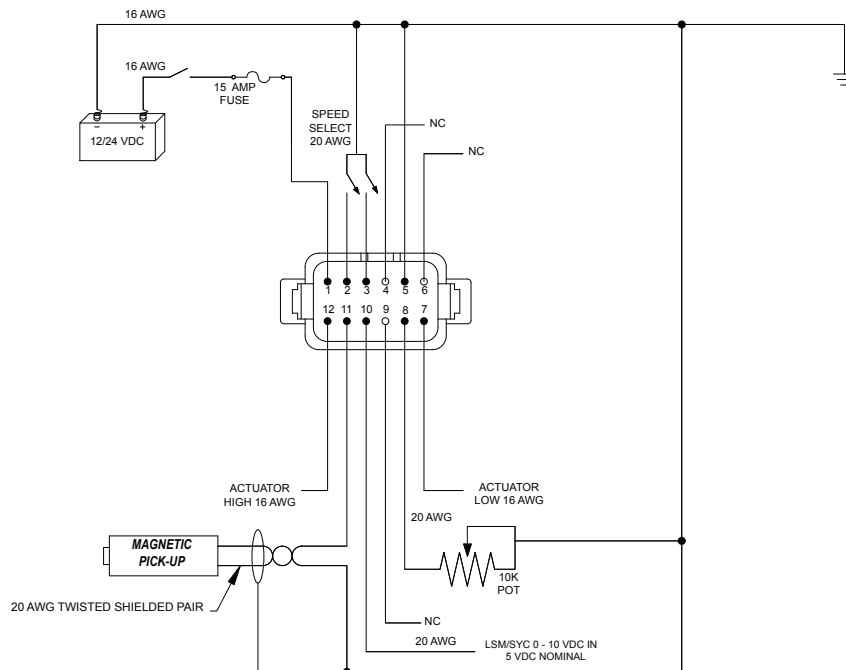 16 AWG
16 AWG
15 AMP
FUSE
- +
12/24 VDC
SPEED
SELECT
20 AWG
NC
NC
1 2 3 4 5 6
12 11 10 9 8 7
ACTUATOR
HIGH 16 AWG
ACTUATOR
LOW 16 AWG
20 AWG
MAGNETIC
PICK-UP
10K
POT
20 AWG TWISTED SHIELDED PAIR
NC
20 AWG
LSM/SYC 0 - 10 VDC IN
5 VDC NOMINAL